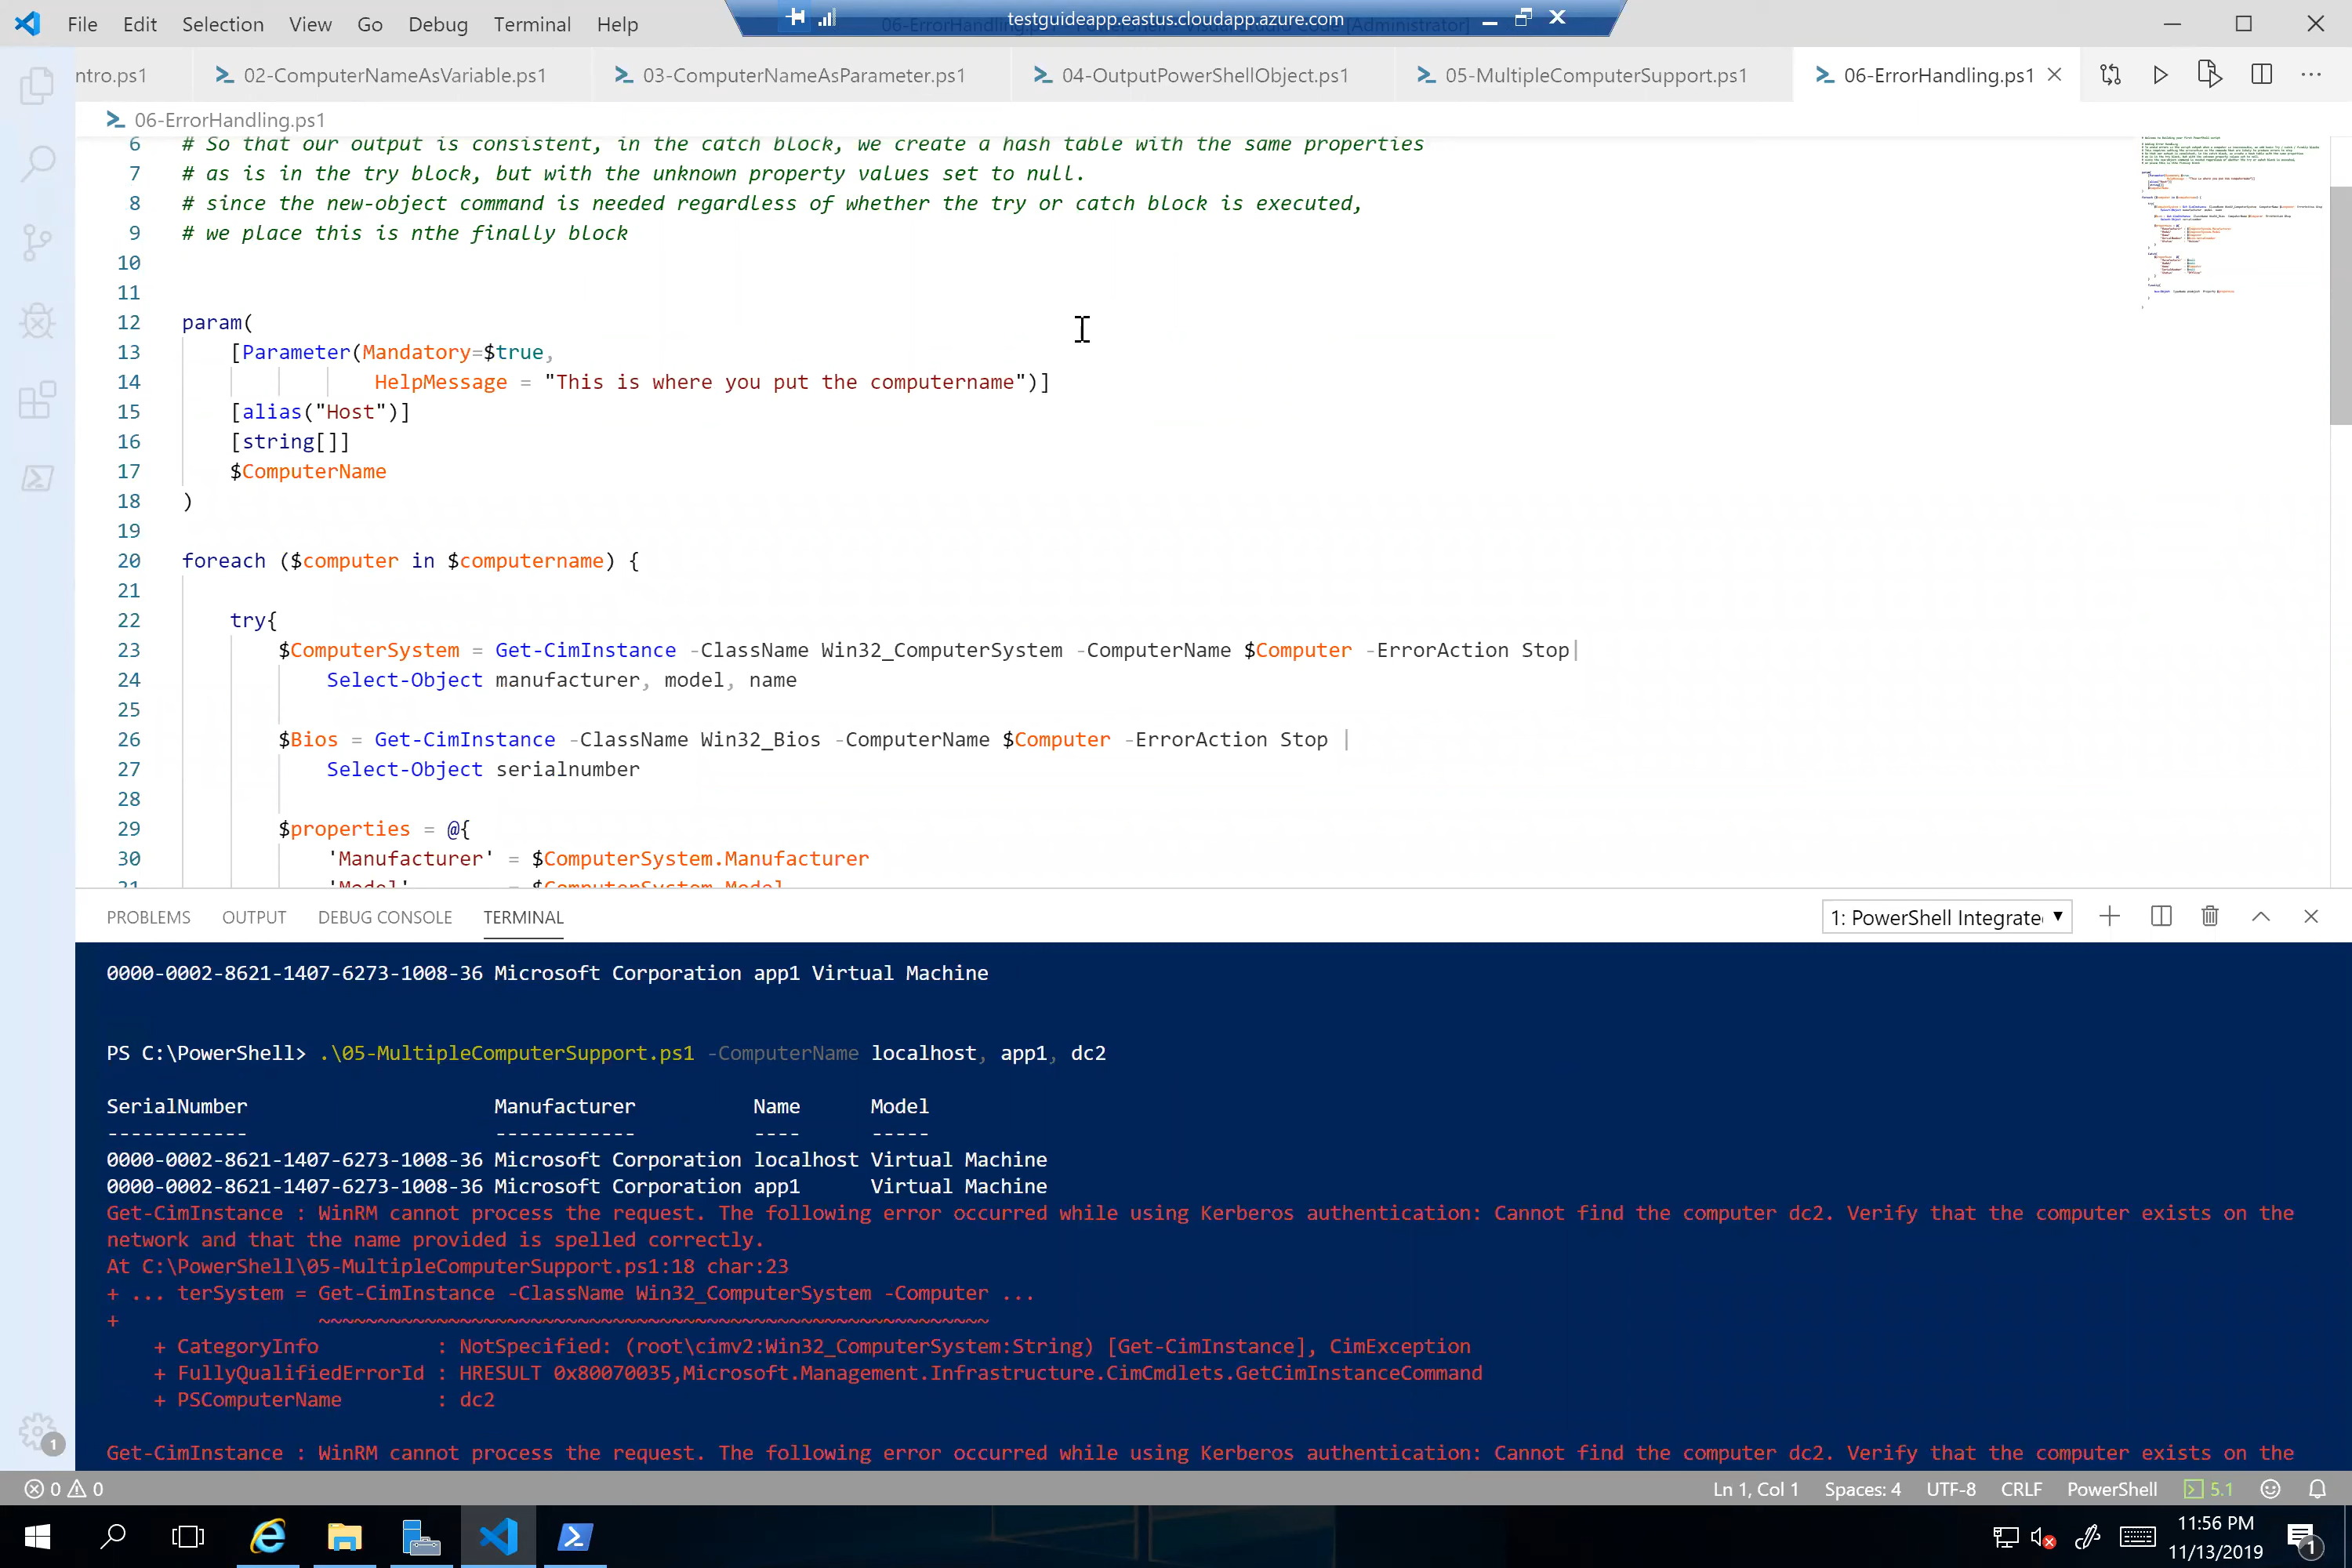 File Edit Selection View Go Debug Terminal Help
testguideapp.eastus.cloudapp.azure.com
ntro.ps1
02-ComputerNameAsVariable.ps1
03-ComputerNameAsParameter.ps1
04-OutputPowerShellObject.ps1
05-MultipleComputerSupport.ps1
06-ErrorHandling.ps1
06-ErrorHandling.ps1
6 # So that our output is consistent, in the catch block, we create a hash table with the same properties
7 # as is in the try block, but with the unknown property values set to null.
8 # since the new-object command is needed regardless of whether the try or catch block is executed,
9 # we place this is nthe finally block
10
11
12 param(
13 [Parameter(Mandatory=$true,
14 HelpMessage = "This is where you put the computername")]
15 [alias("Host")]
16 [string[]]
17 $ComputerName
18 )
19
20 foreach ($computer in $computername) {
21
22 try{
23 $ComputerSystem = Get-CimInstance -ClassName Win32_ComputerSystem -ComputerName $Computer -ErrorAction Stop|
24 Select-Object manufacturer, model, name
25
26 $Bios = Get-CimInstance -ClassName Win32_Bios -ComputerName $Computer -ErrorAction Stop |
27 Select-Object serialnumber
28
29 $properties = @{
30 'Manufacturer' = $ComputerSystem.Manufacturer
31 'Model' = $ComputerSystem.Model
PROBLEMS OUTPUT DEBUG CONSOLE TERMINAL
1: PowerShell Integrate
0000-0002-8621-1407-6273-1008-36 Microsoft Corporation app1 Virtual Machine
PS C:\PowerShell> .\05-MultipleComputerSupport.ps1 -ComputerName localhost, app1, dc2
SerialNumber Manufacturer Name Model
------------ ------------ ---- -----
0000-0002-8621-1407-6273-1008-36 Microsoft Corporation localhost Virtual Machine
0000-0002-8621-1407-6273-1008-36 Microsoft Corporation app1 Virtual Machine
Get-CimInstance : WinRM cannot process the request. The following error occurred while using Kerberos authentication: Cannot find the computer dc2. Verify that the computer exists on the
network and that the name provided is spelled correctly.
At C:\PowerShell\05-MultipleComputerSupport.ps1:18 char:23
+ ... terSystem = Get-CimInstance -ClassName Win32_ComputerSystem -Computer ...
+ ~~~~~~~~~~~~~~~~~~~~~~~~~~~~~~~~~~~~~~~~~~~~~~~~~~~~~~~~~
+ CategoryInfo : NotSpecified: (root\cimv2:Win32_ComputerSystem:String) [Get-CimInstance], CimException
+ FullyQualifiedErrorId : HRESULT 0x80070035,Microsoft.Management.Infrastructure.CimCmdlets.GetCimInstanceCommand
+ PSComputerName : dc2
Get-CimInstance : WinRM cannot process the request. The following error occurred while using Kerberos authentication: Cannot find the computer dc2. Verify that the computer exists on the
1
0 0
Ln 1, Col 1 Spaces: 4 UTF-8 CRLF PowerShell 5.1
11:56 PM
11/13/2019
1